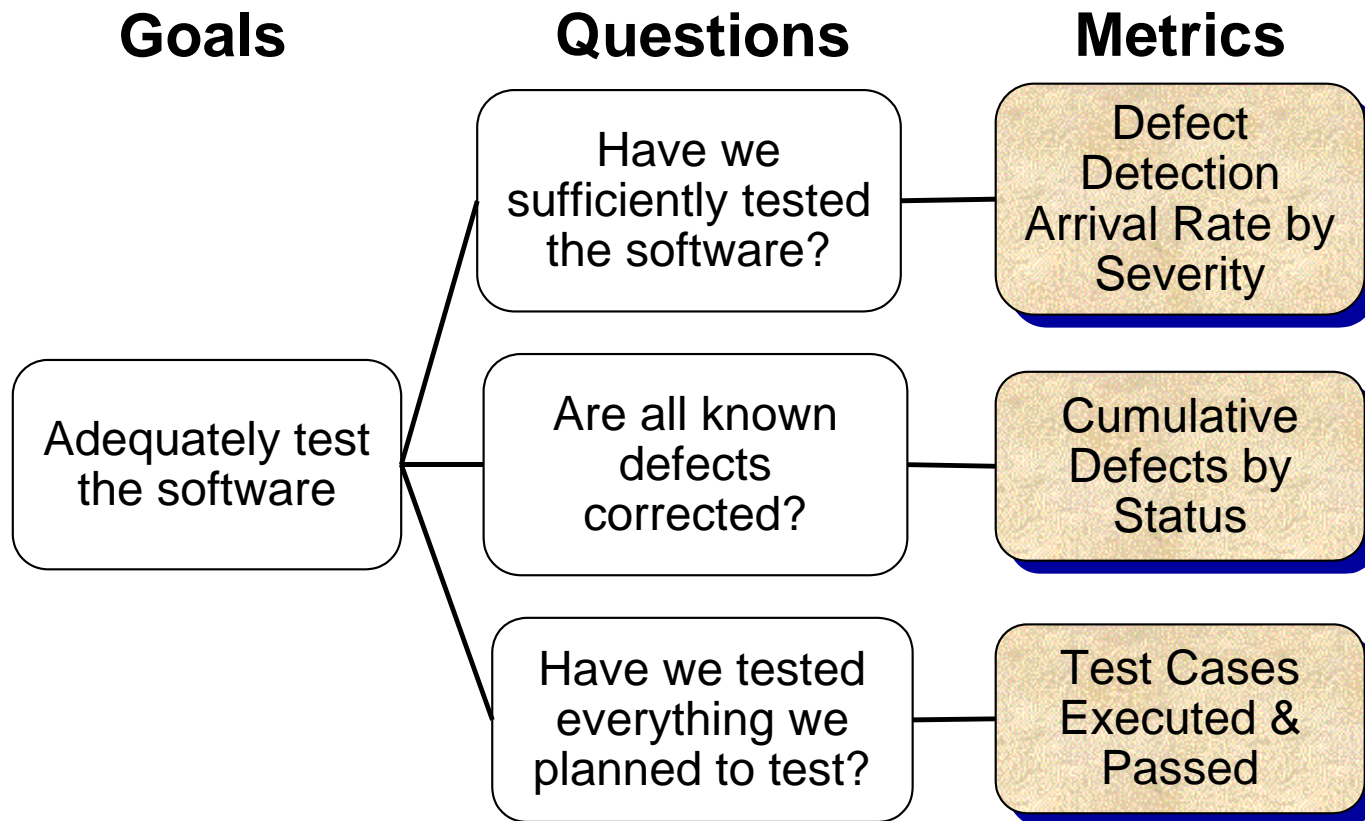 Goals
Questions
Metrics
Have we
sufficiently tested
the software?
Defect
Detection
Arrival Rate by
Severity
Adequately test
the software
Are all known
defects
corrected?
Cumulative
Defects by
Status
Have we tested
everything we
planned to test?
Test Cases
Executed &
Passed